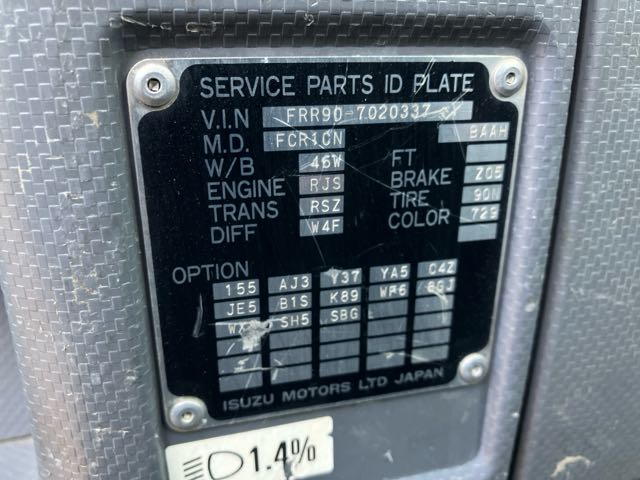 SERVICE PARTS ID PLATE
V.I.N FRR90-7020337
M.D. FCR1CN BAAH
W/B 46W FT
ENGINE RJS BRAKE Z05
TRANS RSZ TIRE 90N
DIFF W4F COLOR 729
OPTION
155 AJ3 Y37 YA5 C4Z
JE5 B1S K89 WP6 8GJ
SH5 SBG
ISUZU MOTORS LTD JAPAN
1.4%